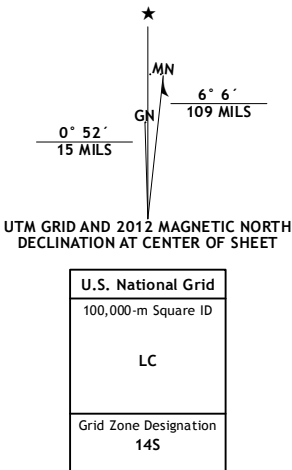 ★
MN
GN
6° 6´
109 MILS
0° 52´
15 MILS
UTM GRID AND 2012 MAGNETIC NORTH
DECLINATION AT CENTER OF SHEET
U.S. National Grid
100,000-m Square ID
LC
Grid Zone Designation
14S